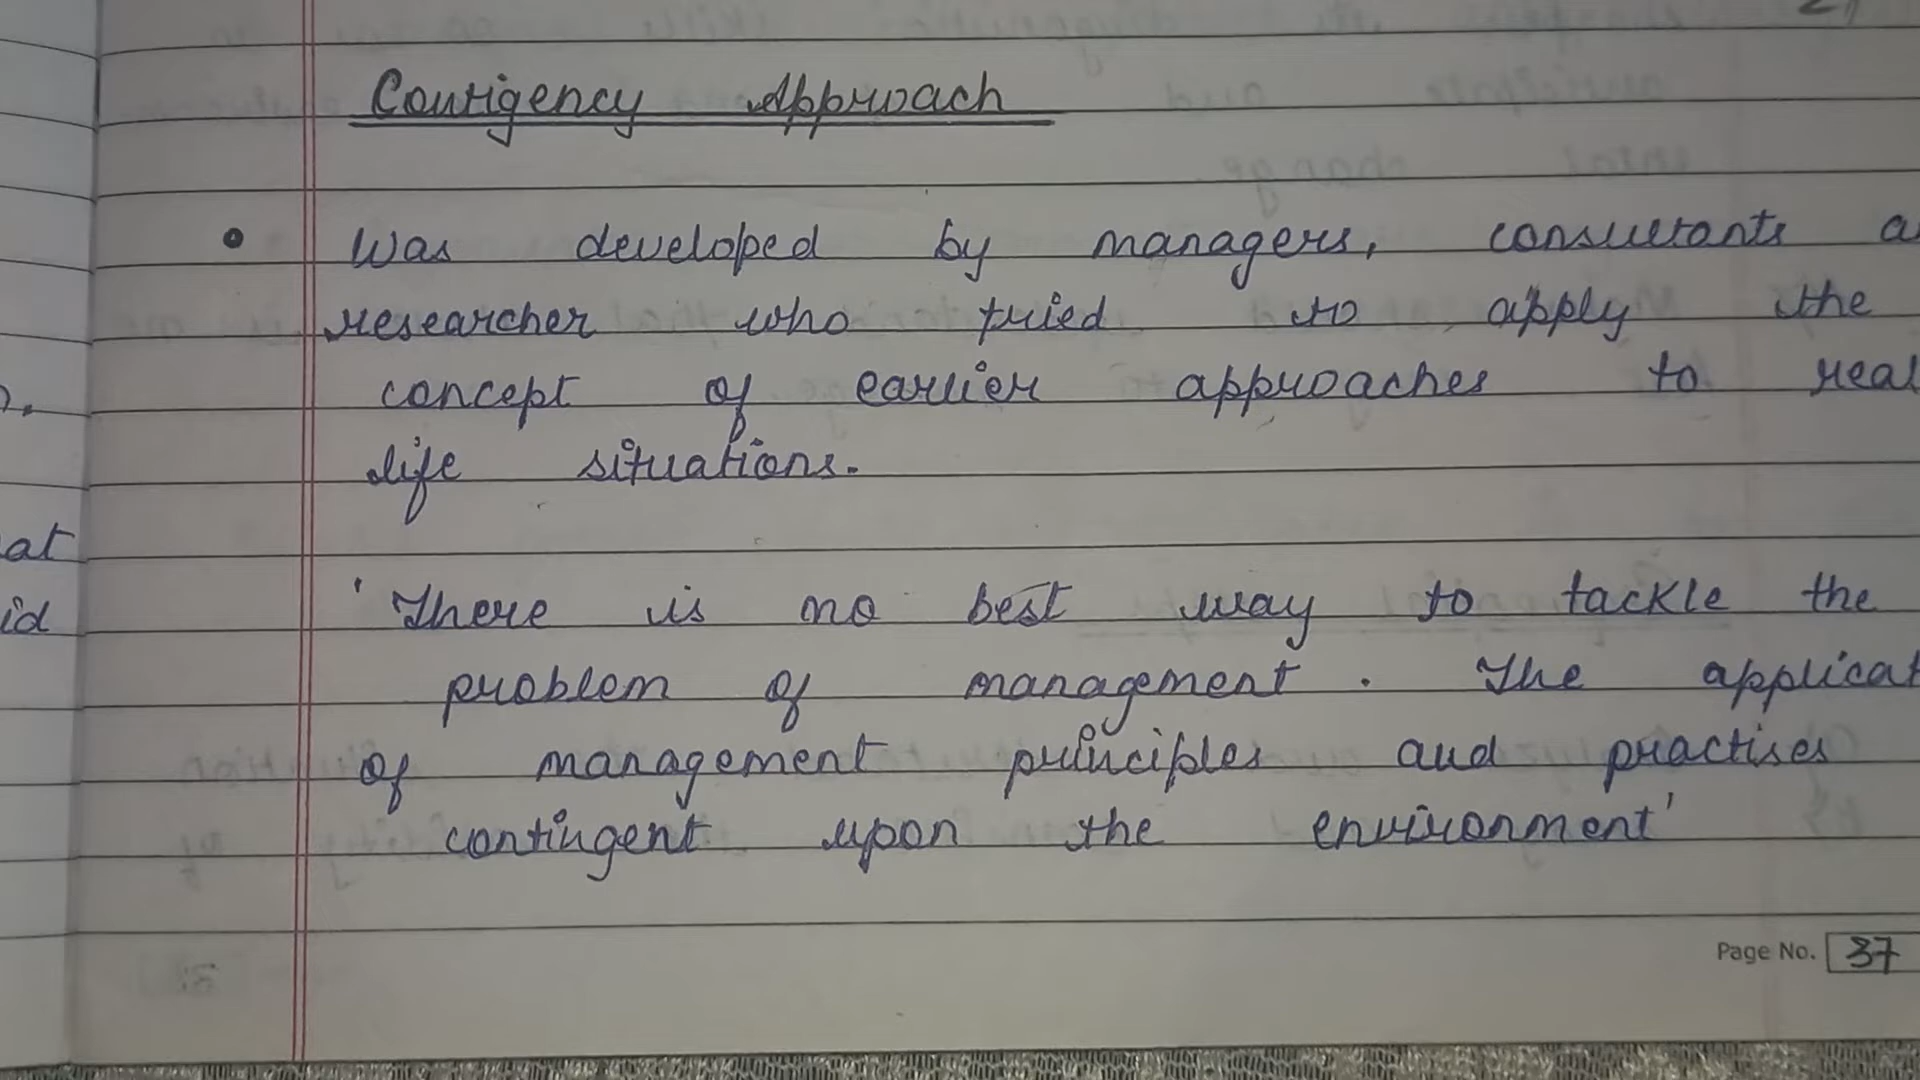 Contigency Approach
• Was developed by managers, consultants a
researcher who tried to apply the
concept of earlier approaches to real
life situations.
at
'There is no best way to tackle the
id
problem of management. The applicat
of management principles and practises
contingent upon the environment'
Page No. 37